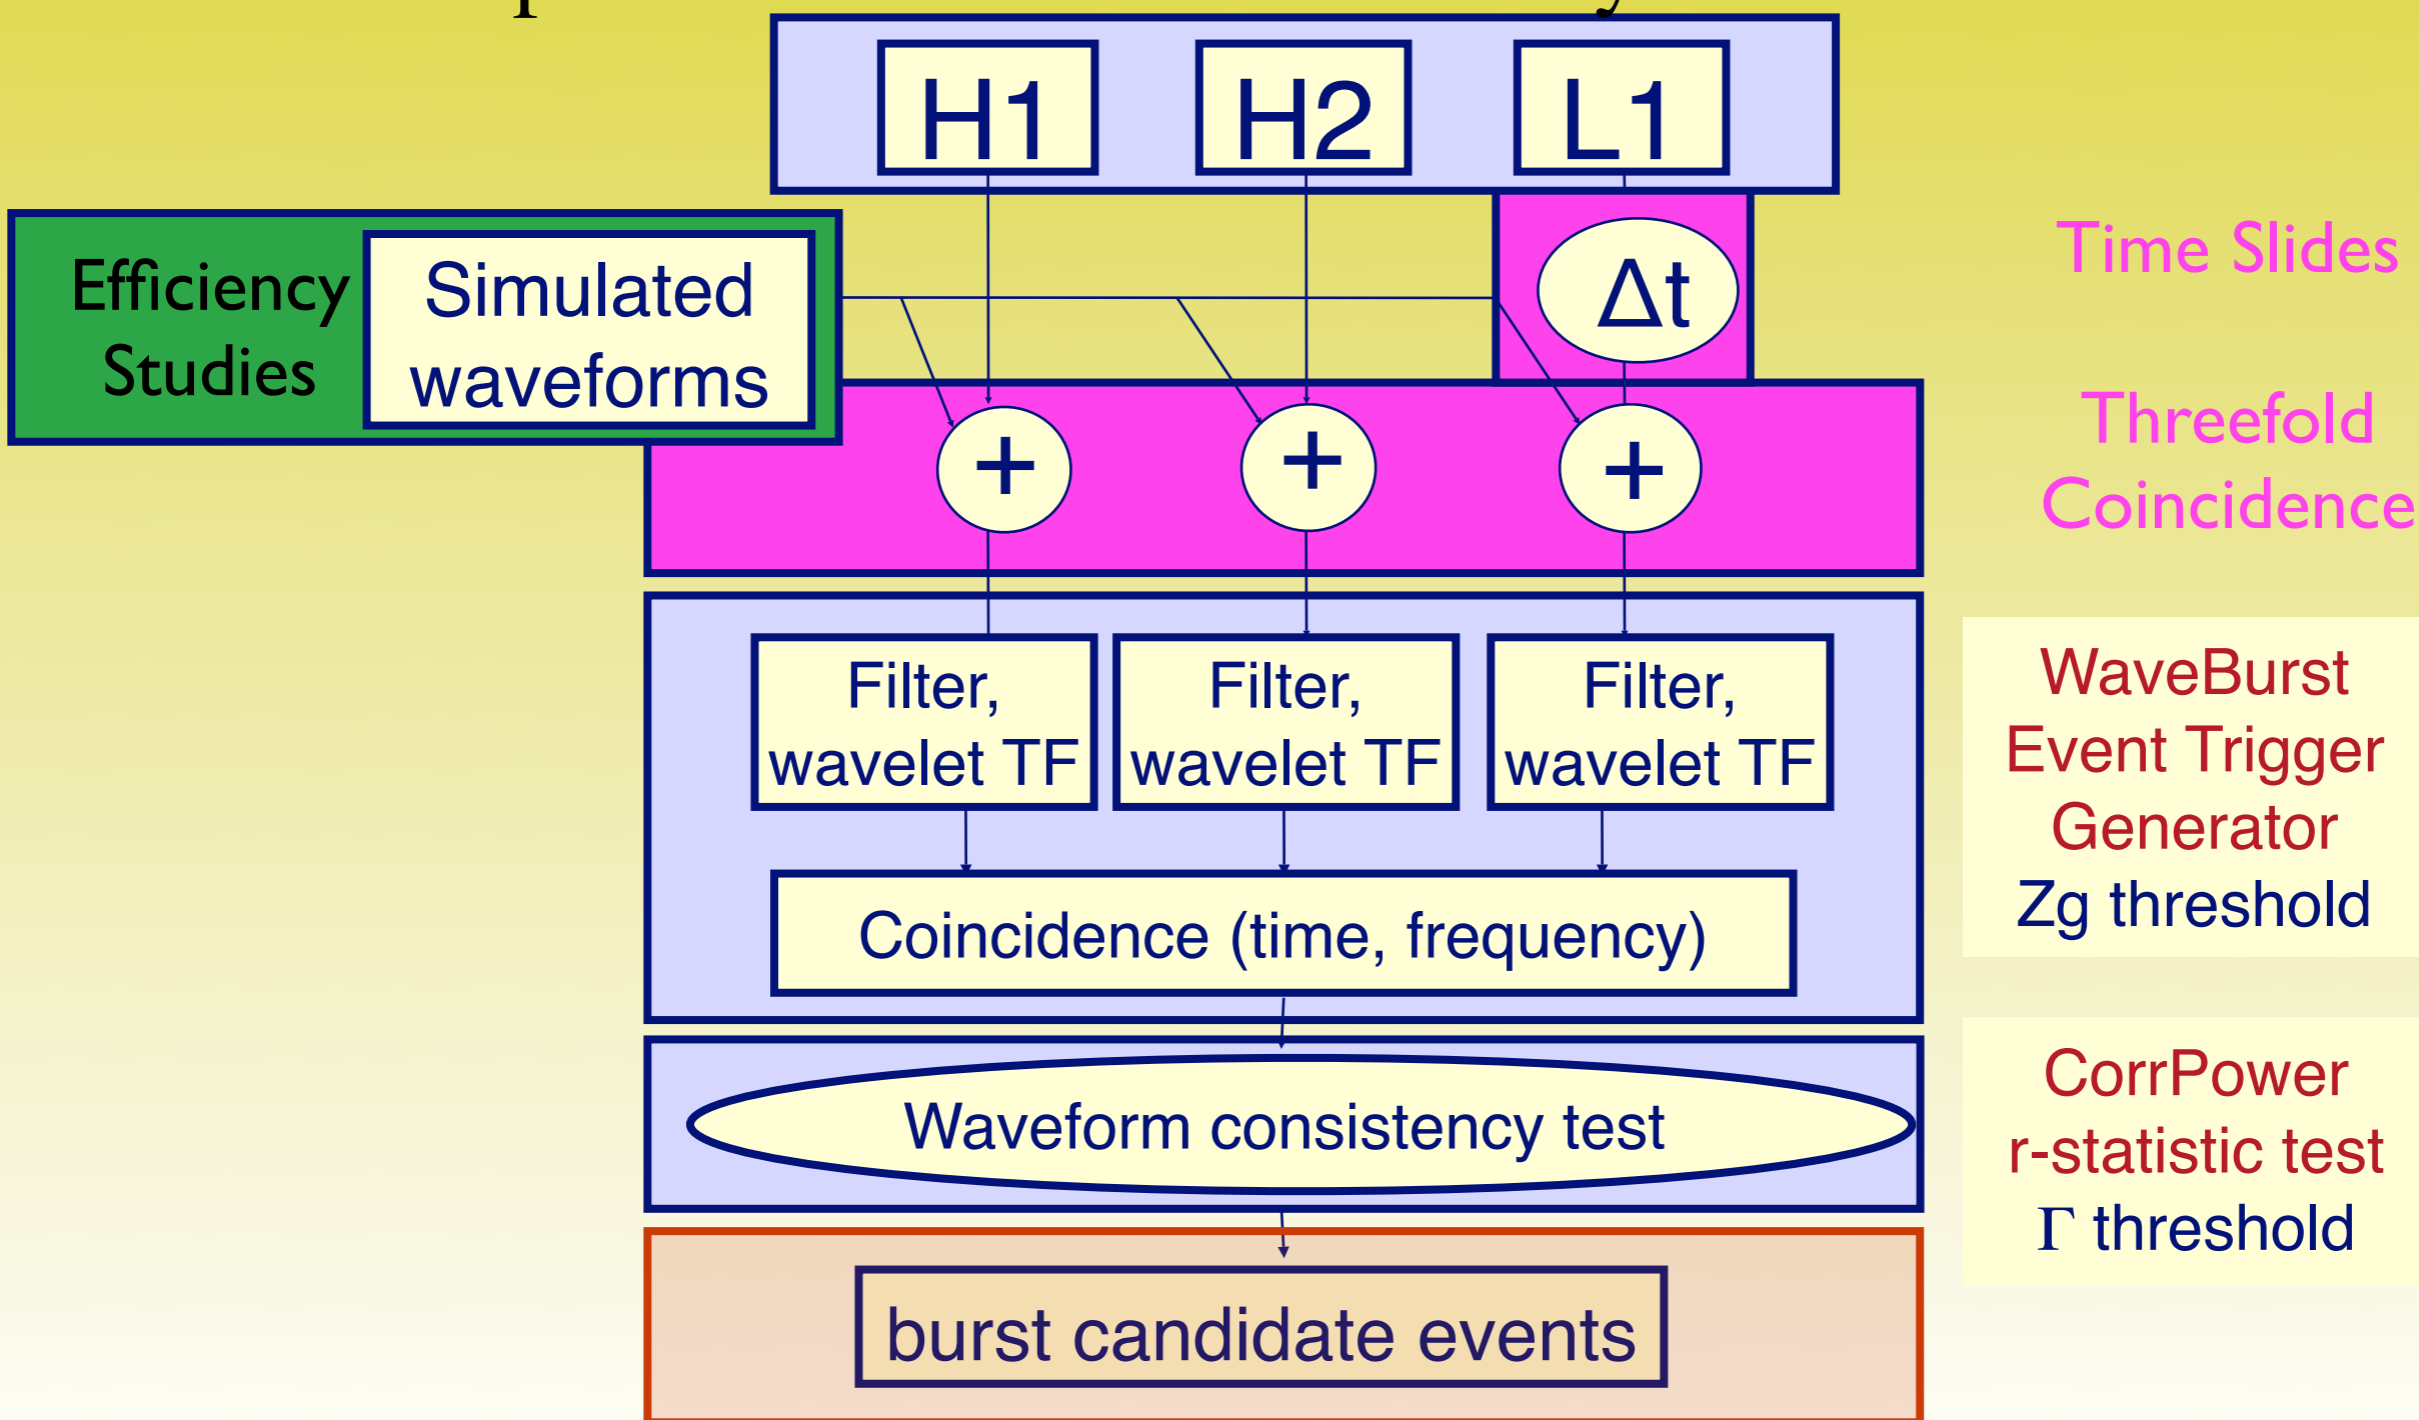 H1 H2 L1
Efficiency
Studies
Simulated
waveforms
Δt
Time Slides
+ + +
Threefold
Coincidence
Filter,
wavelet TF
Filter,
wavelet TF
Filter,
wavelet TF
WaveBurst
Event Trigger
Generator
Zg threshold
Coincidence (time, frequency)
Waveform consistency test
CorrPower
r-statistic test
Γ threshold
burst candidate events